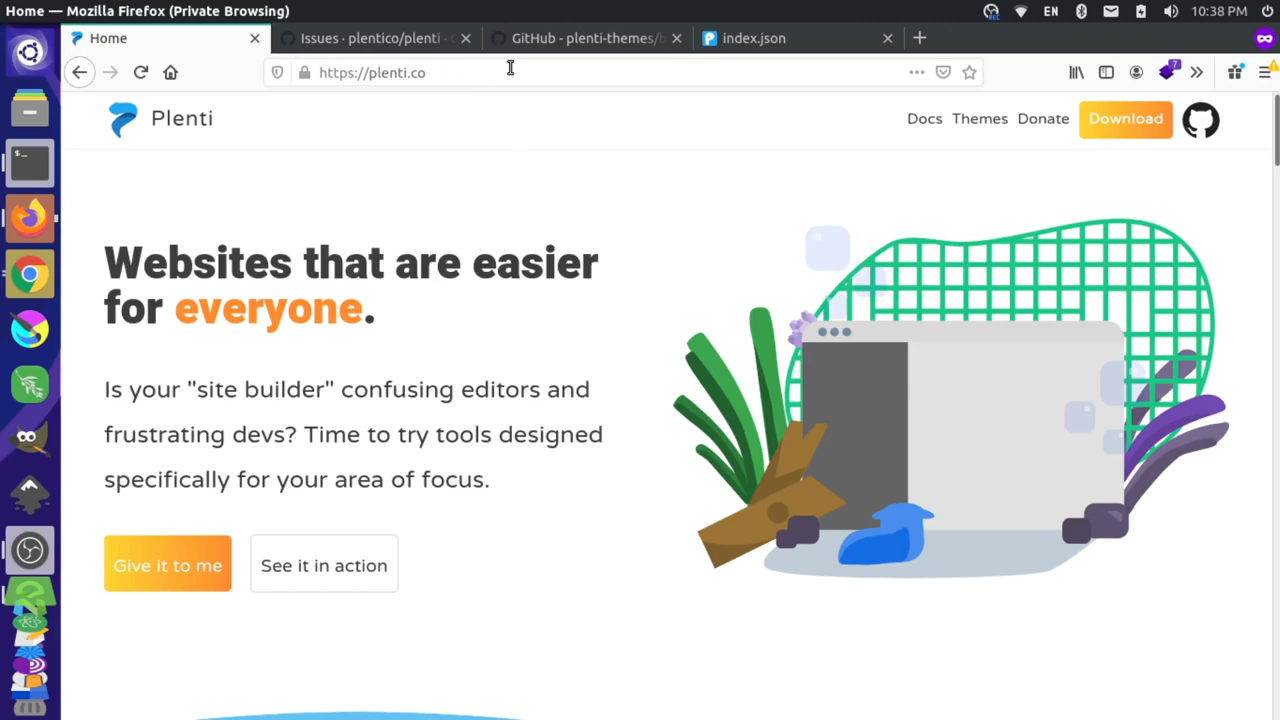 Home — Mozilla Firefox (Private Browsing)
EN
10:38 PM
Home
Issues · plentico/plenti ·
GitHub - plenti-themes/b
index.json
https://plenti.co
7
Plenti
Docs
Themes
Donate
Download
Websites that are easier
for everyone.
Is your "site builder" confusing editors and
frustrating devs? Time to try tools designed
specifically for your area of focus.
Give it to me
See it in action